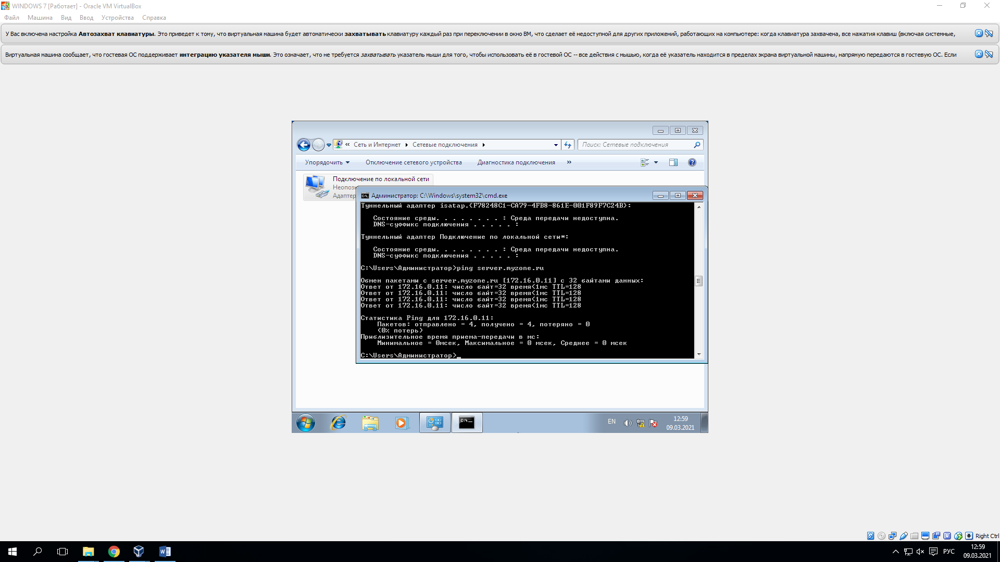 WINDOWS 7 [Работает] - Oracle VM VirtualBox
Файл Машина Вид Ввод Устройства Справка
У Вас включена настройка Автозахват клавиатуры. Это приведет к тому, что виртуальная машина будет автоматически захватывать клавиатуру каждый раз при переключении в окно ВМ, что сделает её недоступной для других приложений, работающих на компьютере: когда клавиатура захвачена, все нажатия клавиш (включая системные,
Виртуальная машина сообщает, что гостевая ОС поддерживает интеграцию указателя мыши. Это означает, что не требуется захватывать указатель мыши для того, чтобы использовать её в гостевой ОС -- все действия с мышью, когда её указатель находится в пределах экрана виртуальной машины, напрямую передаются в гостевую ОС. Если
« Сеть и Интернет Сетевые подключения Поиск: Сетевые подключения
Упорядочить Отключение сетевого устройства Диагностика подключения »
Подключение по локальной сети
Неопоз
Адаптер
Администратор: C:\Windows\system32\cmd.exe
Туннельный адаптер isatap.{F78248C1-CA79-4FB8-861E-001F89F7C24B}:
Состояние среды. . . . . . . . : Среда передачи недоступна.
DNS-суффикс подключения . . . . . :
Туннельный адаптер Подключение по локальной сети*:
Состояние среды. . . . . . . . : Среда передачи недоступна.
DNS-суффикс подключения . . . . . :
C:\Users\Администратор>ping server.myzone.ru
Обмен пакетами с server.myzone.ru [172.16.0.11] с 32 байтами данных:
Ответ от 172.16.0.11: число байт=32 время<1мс TTL=128
Ответ от 172.16.0.11: число байт=32 время<1мс TTL=128
Ответ от 172.16.0.11: число байт=32 время<1мс TTL=128
Ответ от 172.16.0.11: число байт=32 время<1мс TTL=128
Статистика Ping для 172.16.0.11:
Пакетов: отправлено = 4, получено = 4, потеряно = 0
(0% потерь)
Приблизительное время приема-передачи в мс:
Минимальное = 0мсек, Максимальное = 0 мсек, Среднее = 0 мсек
C:\Users\Администратор>_
EN 12:59
09.03.2021
Right Ctrl
РУС 12:59
09.03.2021